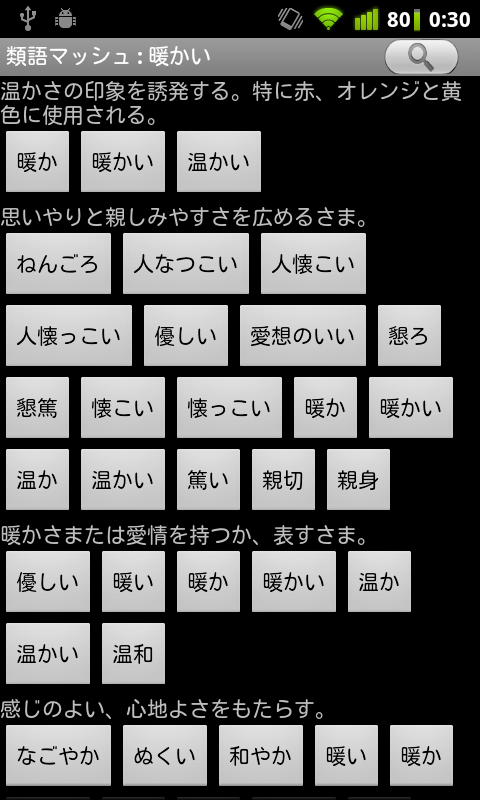 80 0:30
類語マッシュ : 暖かい
温かさの印象を誘発する。特に赤、オレンジと黄
色に使用される。
暖か 暖かい 温かい
思いやりと親しみやすさを広めるさま。
ねんごろ 人なつこい 人懐こい
人懐っこい 優しい 愛想のいい 懇ろ
懇篤 懐こい 懐っこい 暖か 暖かい
温か 温かい 篤い 親切 親身
暖かさまたは愛情を持つか、表すさま。
優しい 暖い 暖か 暖かい 温か
温かい 温和
感じのよい、心地よさをもたらす。
なごやか ぬくい 和やか 暖い 暖か